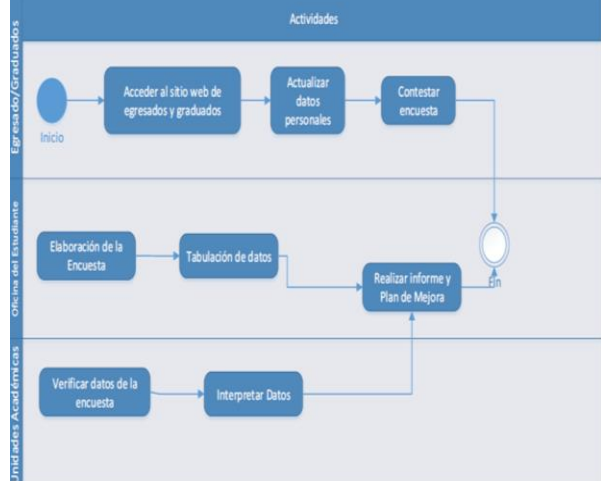 Actividades
Egresado/Graduados
Inicio
Acceder al sitio web de
egresados y graduados
Actualizar
datos
personales
Contestar
encuesta
Oficina del Estudiante
Elaboración de la
Encuesta
Tabulación de datos
Realizar informe y
Plan de Mejora
Fin
Unidades Académicas
Verificar datos de la
encuesta
Interpretar Datos